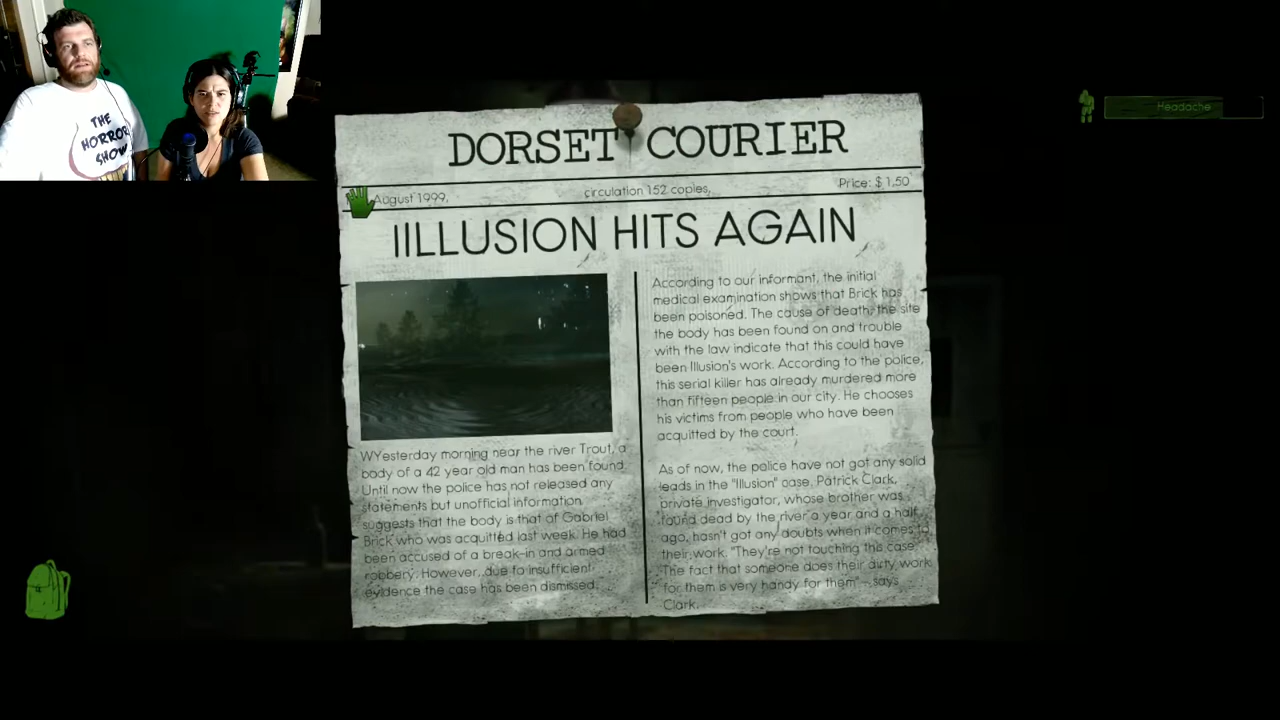 THE
HORROR
SHOW
Headache
DORSET COURIER
August 1999,
circulation 152 copies,
Price: $ 1,50
IILLUSION HITS AGAIN
WYesterday morning near the river Trout, a
body of a 42 year old man has been found.
Until now the police has not released any
statements but unofficial information
suggests that the body is that of Gabriel
Brick who was acquitted last week. He had
been accused of a break-in and armed
robbery. However, due to insufficient
evidence the case has been dismissed.
According to our informant, the initial
medical examination shows that Brick has
been poisoned. The cause of death, the site
the body has been found on and trouble
with the law indicate that this could have
been Illusion's work. According to the police,
this serial killer has already murdered more
than fifteen people in our city. He chooses
his victims from people who have been
acquitted by the court.
As of now, the police have not got any solid
leads in the "Illusion" case. Patrick Clark,
private investigator, whose brother was
found dead by the river a year and a half
ago, hasn't got any doubts when it comes to
their work. "They're not touching this case.
The fact that someone does their dirty work
for them is very handy for them" - says
Clark.